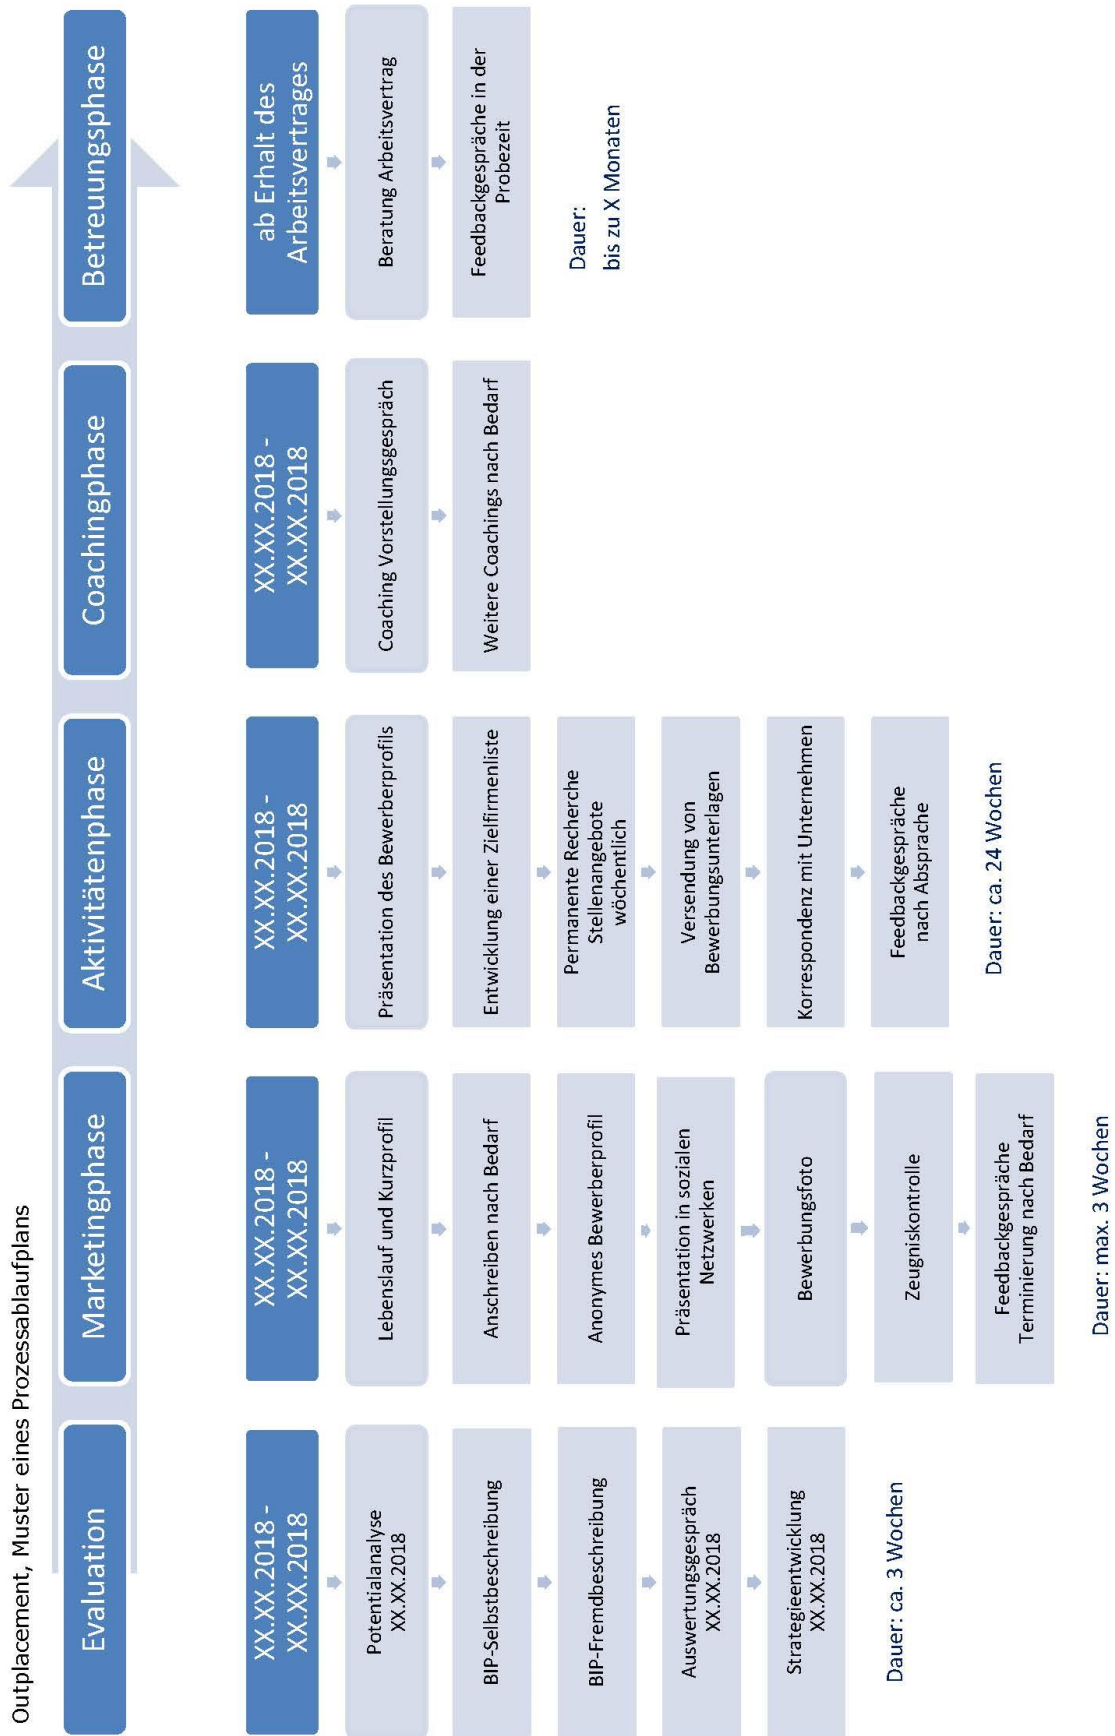 Outplacement, Muster eines Prozessablaufplans
Evaluation
Marketingphase
Aktivitätenphase
Coachingphase
Betreuungsphase
XX.XX.2018 -
XX.XX.2018
Potentialanalyse
XX.XX.2018
BIP-Selbstbeschreibung
BIP-Fremdbeschreibung
Auswertungsgespräch
XX.XX.2018
Strategieentwicklung
XX.XX.2018
Dauer: ca. 3 Wochen
XX.XX.2018 -
XX.XX.2018
Lebenslauf und Kurzprofil
Anschreiben nach Bedarf
Anonymes Bewerberprofil
Präsentation in sozialen
Netzwerken
Bewerbungsfoto
Zeugniskontrolle
Feedbackgespräche
Terminierung nach Bedarf
Dauer: max. 3 Wochen
XX.XX.2018 -
XX.XX.2018
Präsentation des Bewerberprofils
Entwicklung einer Zielfirmenliste
Permanente Recherche
Stellenangebote
wöchentlich
Versendung von
Bewerbungsunterlagen
Korrespondenz mit Unternehmen
Feedbackgespräche
nach Absprache
Dauer: ca. 24 Wochen
XX.XX.2018 -
XX.XX.2018
Coaching Vorstellungsgespräch
Weitere Coachings nach Bedarf
ab Erhalt des
Arbeitsvertrages
Beratung Arbeitsvertrag
Feedbackgespräche in der
Probezeit
Dauer:
bis zu X Monaten